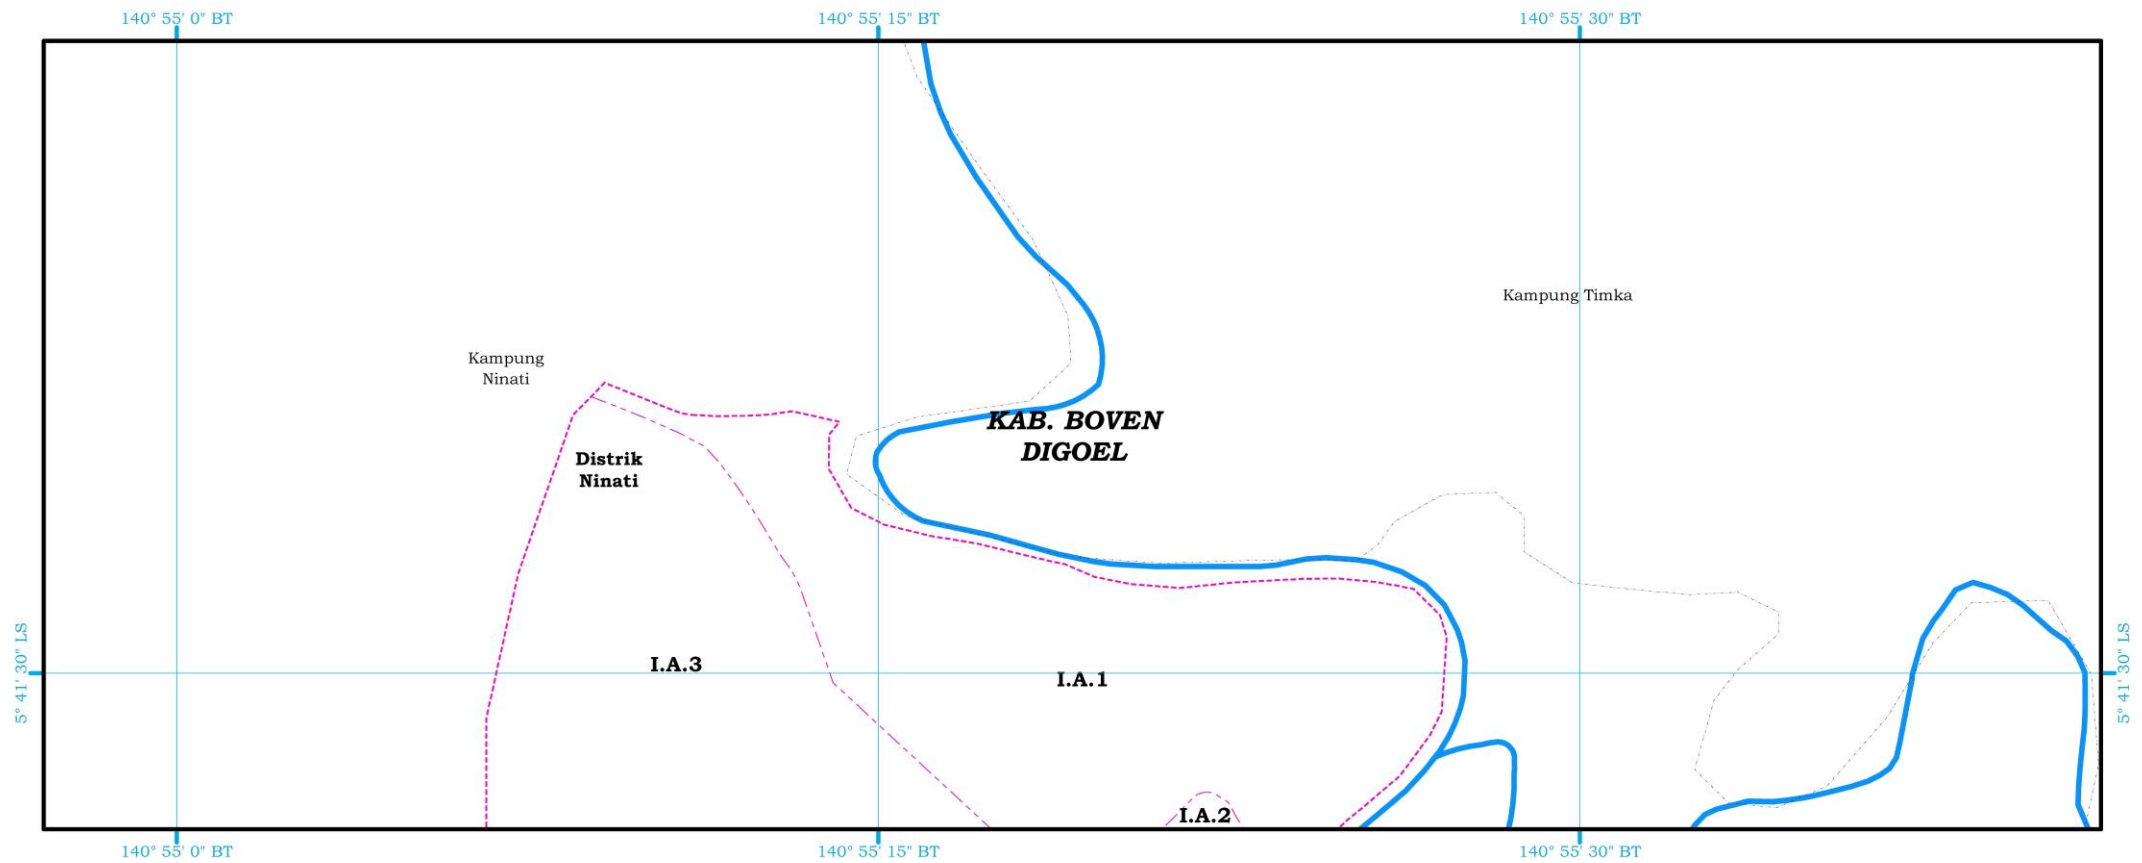 140° 55' 0" BT
140° 55' 15" BT
140° 55' 30" BT
Kampung Timka
Kampung
Ninati
KAB. BOVEN
DIGOEL
Distrik
Ninati
5° 41' 30" LS
5° 41' 30" LS
I.A.3
I.A.1
I.A.2
140° 55' 0" BT
140° 55' 15" BT
140° 55' 30" BT